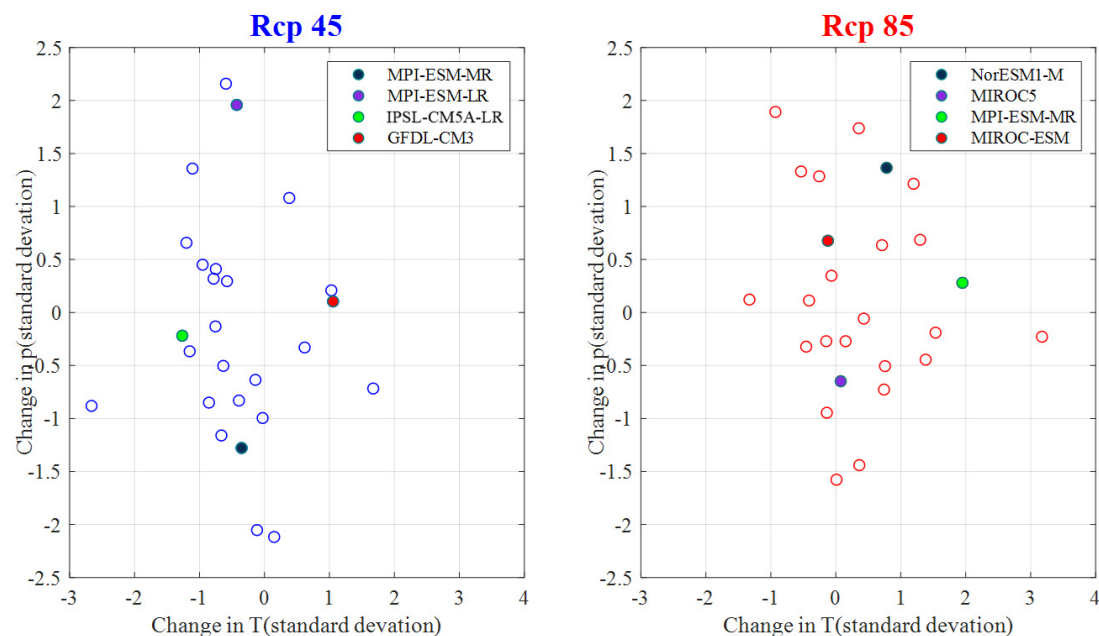 Rcp 45
2.5
2
1.5
1
0.5
0
-0.5
-1
-1.5
-2
-2.5
-3
-2
-1
0
1
2
3
4
Change in p(standard devation)
Change in T(standard devation)
MPI-ESM-MR
MPI-ESM-LR
IPSL-CM5A-LR
GFDL-CM3
Rcp 85
2.5
2
1.5
1
0.5
0
-0.5
-1
-1.5
-2
-2.5
-3
-2
-1
0
1
2
3
4
Change in p(standard devation)
Change in T(standard devation)
NorESM1-M
MIROC5
MPI-ESM-MR
MIROC-ESM